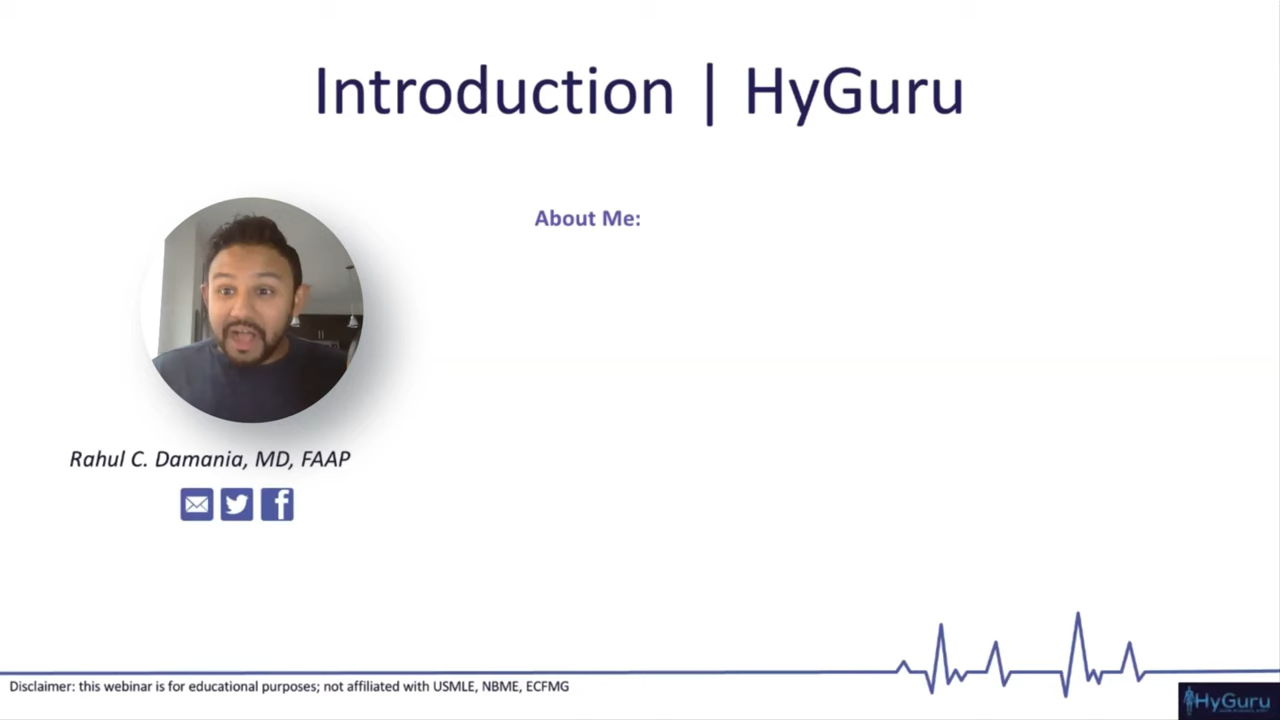 Introduction | HyGuru
About Me:
Rahul C. Damania, MD, FAAP
Disclaimer: this webinar is for educational purposes; not affiliated with USMLE, NBME, ECFMG
HyGuru